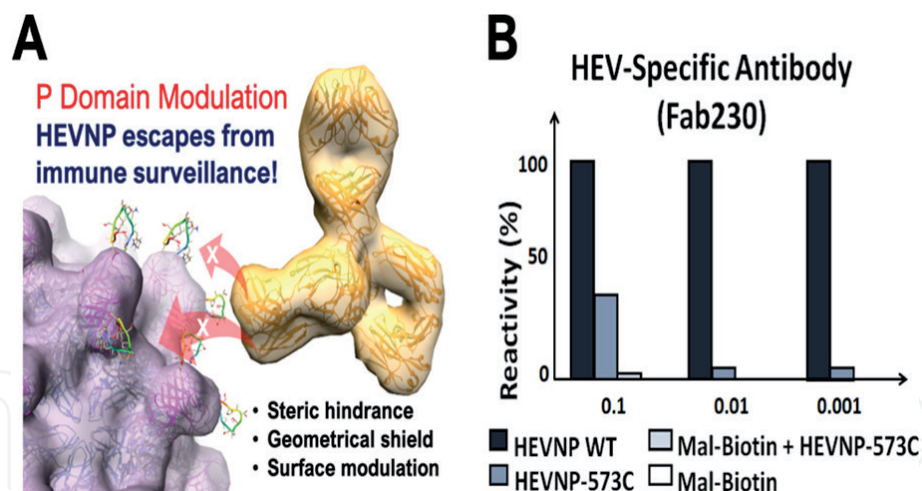 A
P Domain Modulation
HEVNP escapes from
immune surveillance!
X
X
• Steric hindrance
• Geometrical shield
• Surface modulation
B
HEV-Specific Antibody
(Fab230)
Reactivity (%)
100
50
0
0.1 0.01 0.001
HEVNP WT
Mal-Biotin + HEVNP-573C
HEVNP-573C
Mal-Biotin